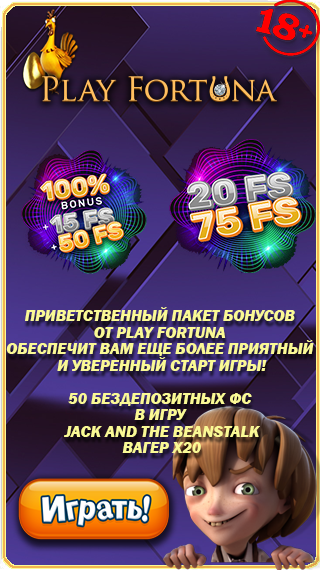 18+
PLAY FORTUNA
100%
BONUS
+15 FS
+50 FS
20 FS
75 FS
ПРИВЕТСТВЕННЫЙ ПАКЕТ БОНУСОВ
ОТ PLAY FORTUNA
ОБЕСПЕЧИТ ВАМ ЕЩЕ БОЛЕЕ ПРИЯТНЫЙ
И УВЕРЕННЫЙ СТАРТ ИГРЫ!
50 БЕЗДЕПОЗИТНЫХ ФС
В ИГРУ
JACK AND THE BEANSTALK
ВАГЕР X20
Играть!